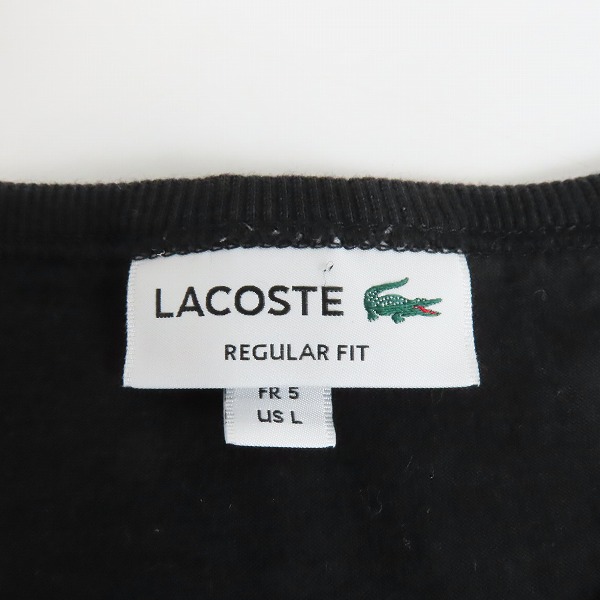 LACOSTE
REGULAR FIT
FR 5
US L